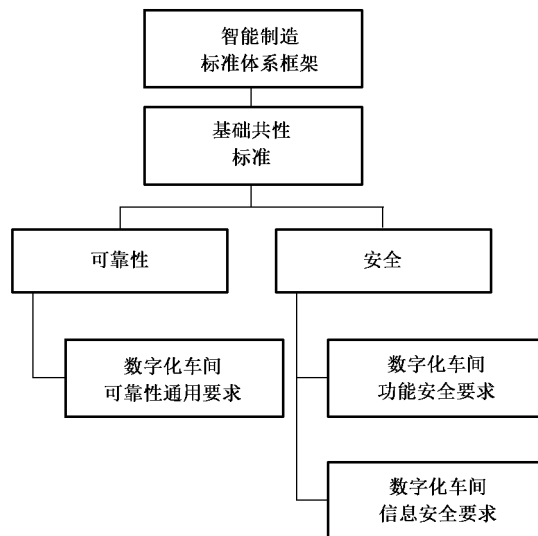 智能制造
标准体系框架
基础共性
标准
可靠性
安全
数字化车间
可靠性通用要求
数字化车间
功能安全要求
数字化车间
信息安全要求